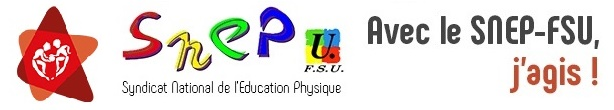 SNEP
U.
F.S.U.
Syndicat National de l'Education Physique
Avec le SNEP-FSU,
j'agis !